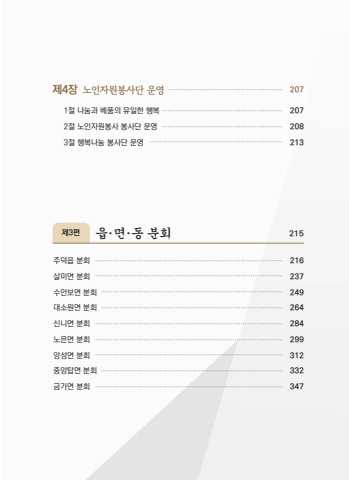 제4장 노인자원봉사단 운영 207
1절 나눔과 베품의 유일한 행복 207
2절 노인자원봉사 봉사단 운영 208
3절 행복나눔 봉사단 운영 213
제3편 읍·면·동 분회 215
주덕읍 분회 216
살미면 분회 237
수안보면 분회 249
대소원면 분회 264
신니면 분회 284
노은면 분회 299
앙성면 분회 312
중앙탑면 분회 332
금가면 분회 347